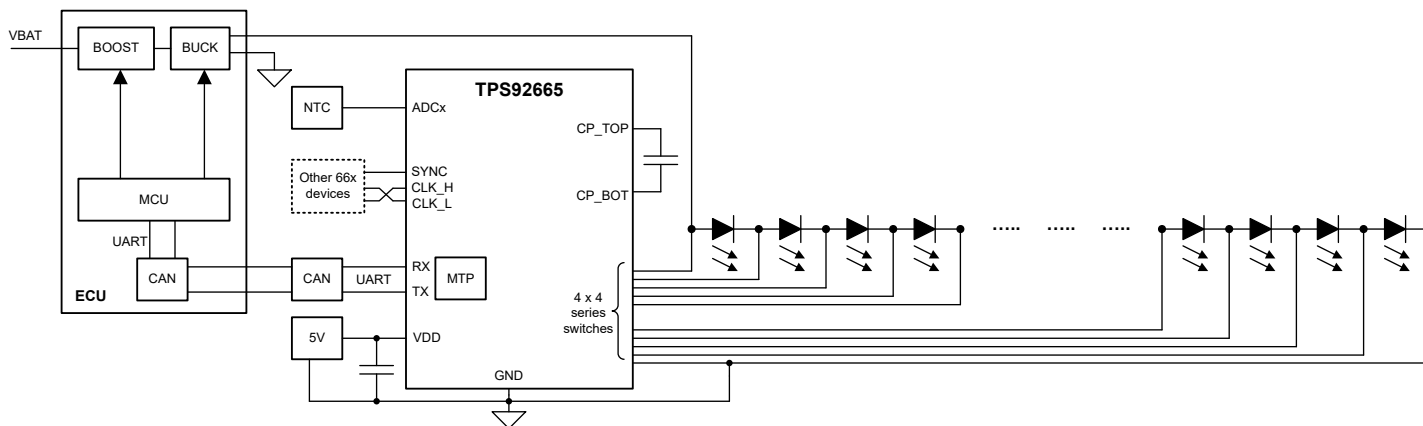 VBAT
BOOST
BUCK
TPS92665
NTC
ADCx
CP_TOP
Other 66x
devices
SYNC
CLK_H
CLK_L
MCU
CP_BOT
UART
..... ..... .....
CAN
CAN
UART
RX
TX
MTP
ECU
4 x 4
series
switches
5V
VDD
GND